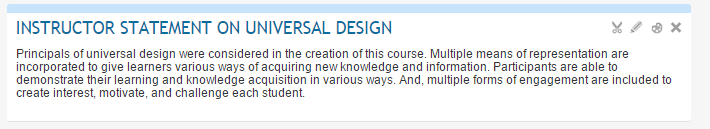 INSTRUCTOR STATEMENT ON UNIVERSAL DESIGN
Principals of universal design were considered in the creation of this course. Multiple means of representation are
incorporated to give learners various ways of acquiring new knowledge and information. Participants are able to
demonstrate their learning and knowledge acquisition in various ways. And, multiple forms of engagement are included to
create interest, motivate, and challenge each student.